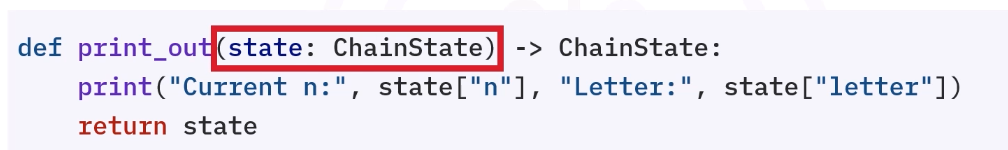 def print_out(state: ChainState) -> ChainState:
print("Current n:", state["n"], "Letter:", state["letter"])
return state